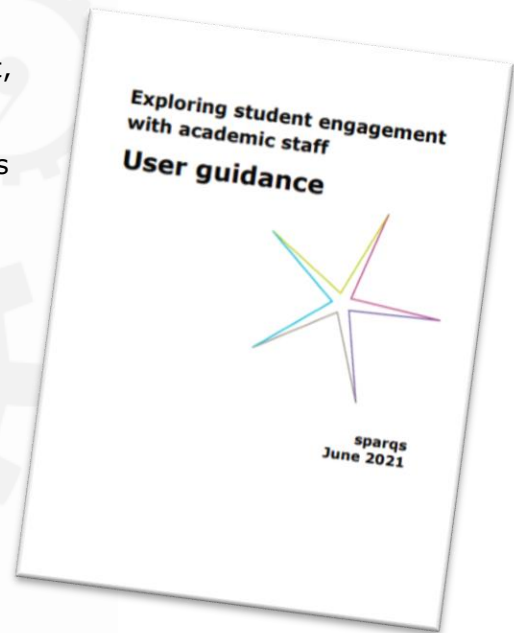 Exploring student engagement
with academic staff
User guidance
sparqs
June 2021